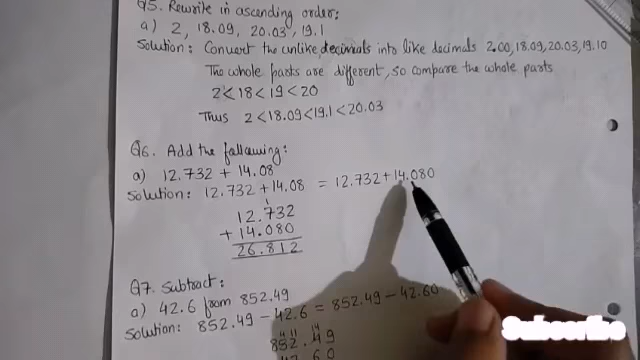 Q5. Rewrite in ascending order:
a) 2, 18.09, 20.03, 19.1
Solution: Convert the unlike decimals into like decimals 2.00, 18.09, 20.03, 19.10
The whole parts are different, so compare the whole parts
2 < 18 < 19 < 20
Thus 2 < 18.09 < 19.1 < 20.03
Q6. Add the following:
a) 12.732 + 14.08
Solution: 12.732 + 14.08 = 12.732 + 14.080
1
12.732
+ 14.080
26.812
Q7. Subtract:
a) 42.6 from 852.49
Solution: 852.49 - 42.6 = 852.49 - 42.60
852.49
42.60
Subscribe